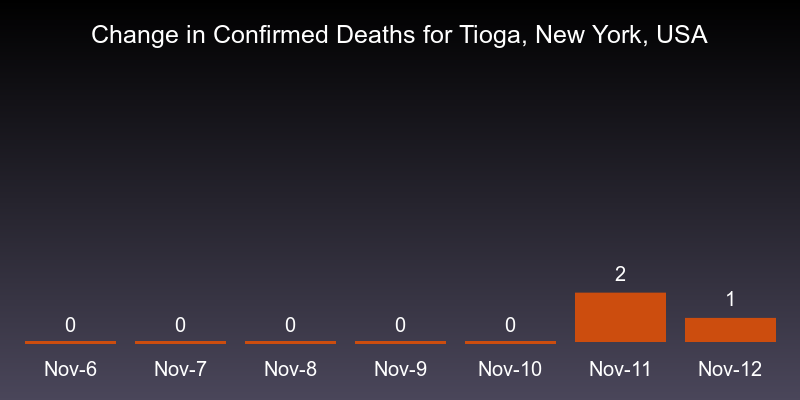 Change in Confirmed Deaths for Tioga, New York, USA
0 0 0 0 0 2 1
Nov-6 Nov-7 Nov-8 Nov-9 Nov-10 Nov-11 Nov-12